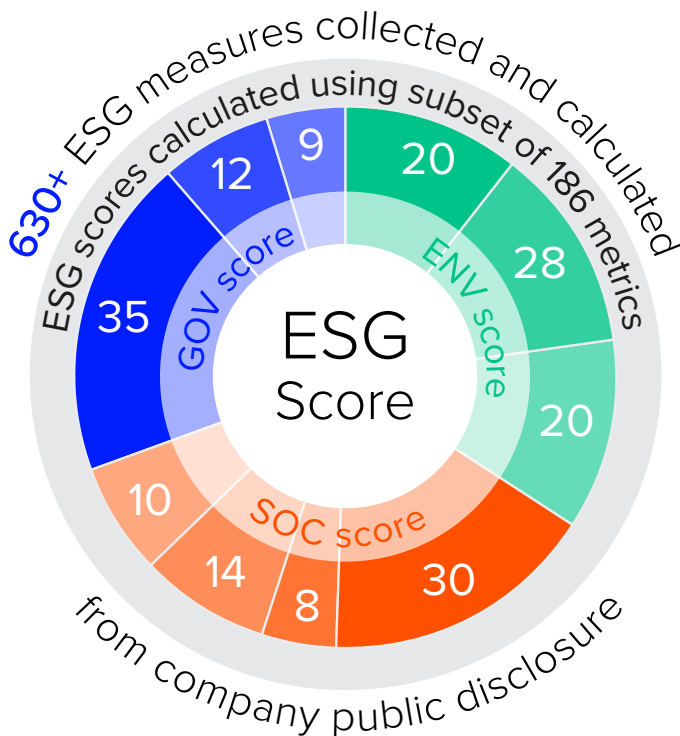 630+ ESG measures collected and calculated
ESG scores calculated using subset of 186 metrics
20
28
20
ENV score
30
8
14
10
SOC score
35
12
9
GOV score
ESG
Score
from company public disclosure